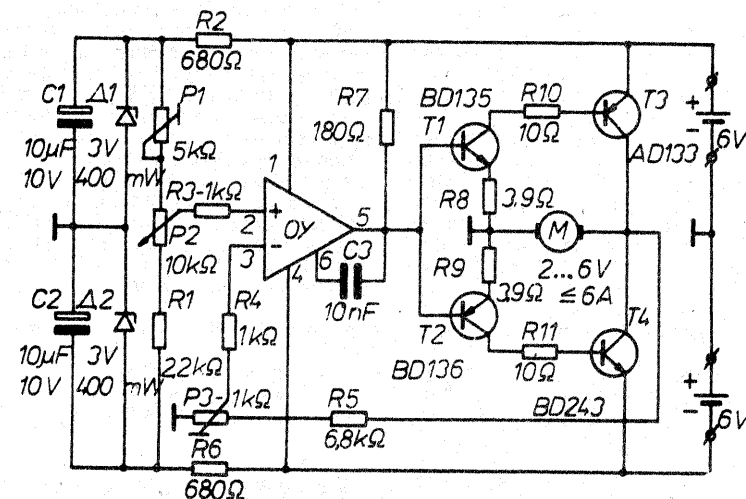 R2
680Ω
C1
Δ1
P1
R7
BD135
R10
T3
T1
10Ω
10μF
3V
5kΩ
180Ω
AD133
+
-
6V
10V
400 mW
1
R3-1kΩ
R8
3,9Ω
2
+
ОУ
5
M
P2
3
-
6
C3
R9
2...6V
10kΩ
4
≤6A
C2
Δ2
R1
R4
10nF
3,9Ω
T4
1kΩ
T2
R11
10μF
3V
22kΩ
BD136
10Ω
+
-
10V
400 mW
P3-1kΩ
R5
BD243
6V
6,8kΩ
R6
680Ω